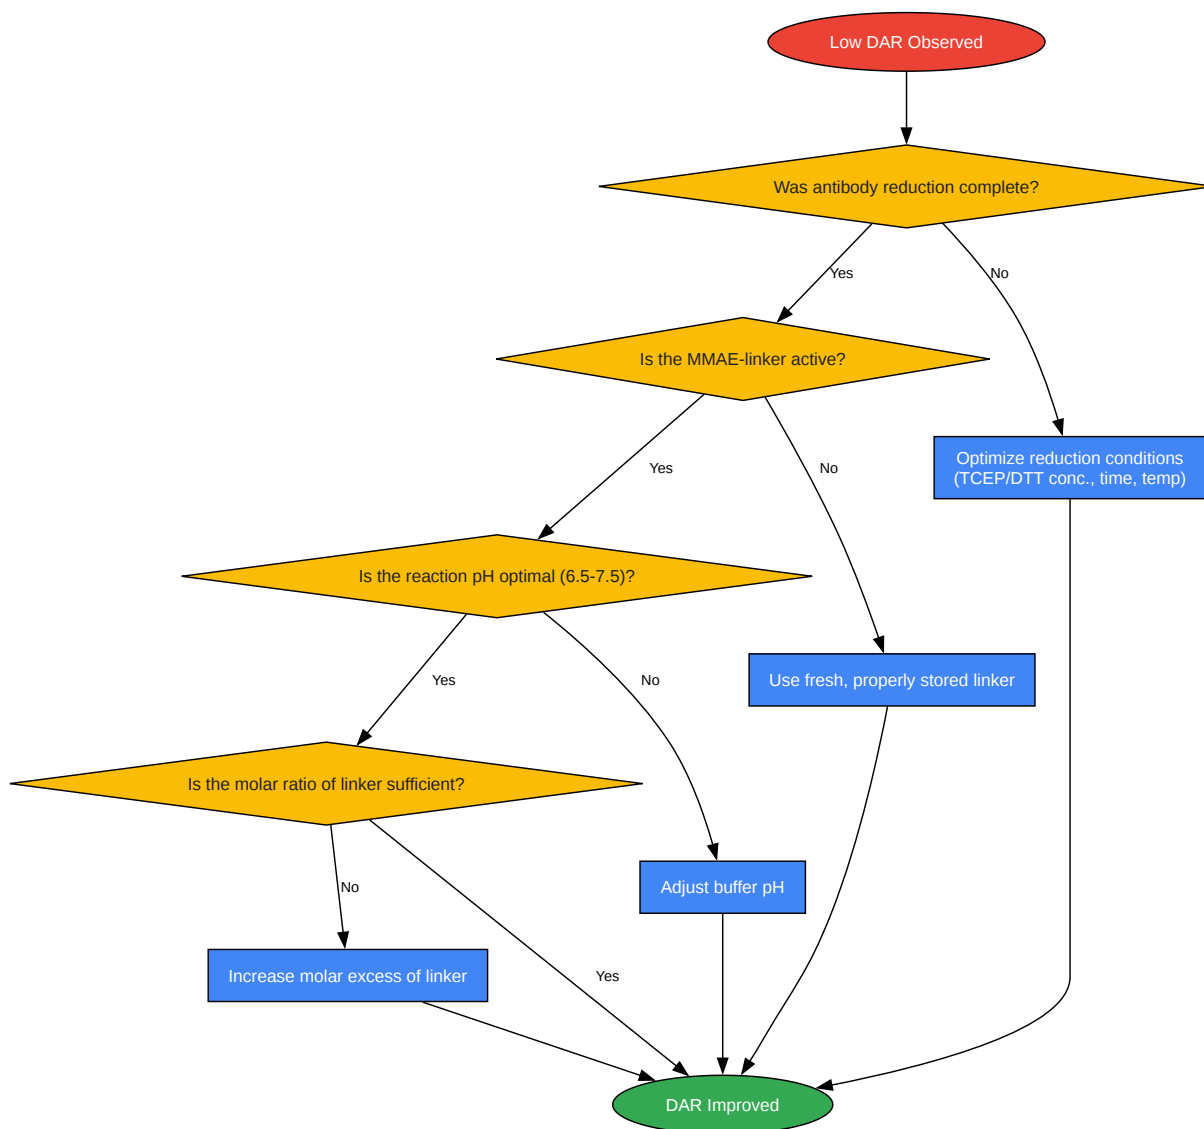 Low DAR Observed
Was antibody reduction complete?
Yes
No
Is the MMAE-linker active?
Optimize reduction conditions
(TCEP/DTT conc., time, temp)
Yes
No
Is the reaction pH optimal (6.5-7.5)?
Use fresh, properly stored linker
Yes
No
Is the molar ratio of linker sufficient?
Adjust buffer pH
No
Increase molar excess of linker
Yes
DAR Improved